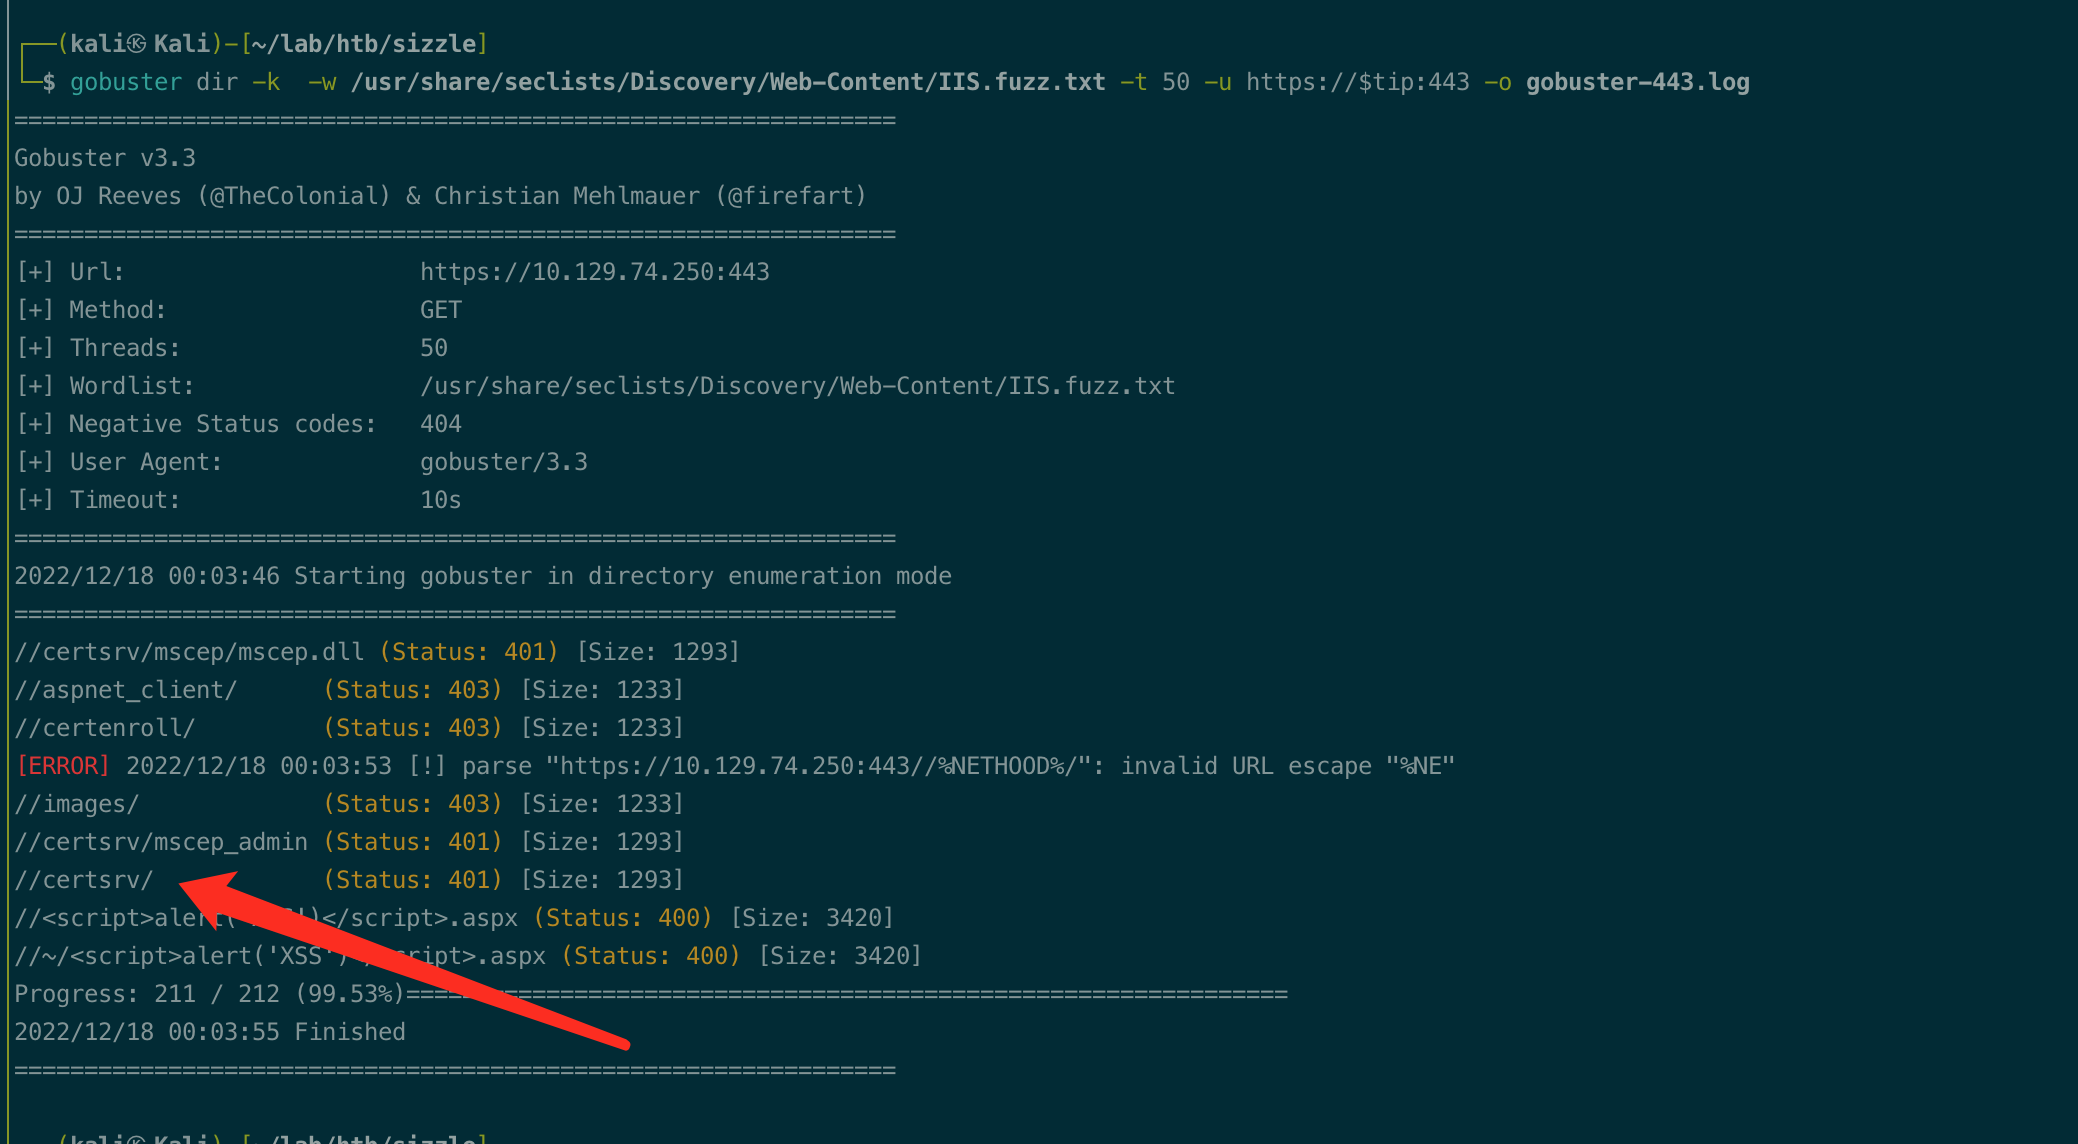 (kali㉿Kali)-[~/lab/htb/sizzle]
$ gobuster dir -k  -w /usr/share/seclists/Discovery/Web-Content/IIS.fuzz.txt -t 50 -u https://$tip:443 -o gobuster-443.log
===============================================================
Gobuster v3.3
by OJ Reeves (@TheColonial) & Christian Mehlmauer (@firefart)
===============================================================
[+] Url:                     https://10.129.74.250:443
[+] Method:                  GET
[+] Threads:                 50
[+] Wordlist:                /usr/share/seclists/Discovery/Web-Content/IIS.fuzz.txt
[+] Negative Status codes:   404
[+] User Agent:              gobuster/3.3
[+] Timeout:                 10s
===============================================================
2022/12/18 00:03:46 Starting gobuster in directory enumeration mode
===============================================================
//certsrv/mscep/mscep.dll (Status: 401) [Size: 1293]
//aspnet_client/      (Status: 403) [Size: 1233]
//certenroll/         (Status: 403) [Size: 1233]
[ERROR] 2022/12/18 00:03:53 [!] parse "https://10.129.74.250:443//%NETHOOD%/": invalid URL escape "%NE"
//images/             (Status: 403) [Size: 1233]
//certsrv/mscep_admin (Status: 401) [Size: 1293]
//certsrv/            (Status: 401) [Size: 1293]
//<script>alert( ')</script>.aspx (Status: 400) [Size: 3420]
//~/<script>alert('XSS') script>.aspx (Status: 400) [Size: 3420]
Progress: 211 / 212 (99.53%)===============================================================
2022/12/18 00:03:55 Finished
===============================================================
(kali㉿Kali)-[~/lab/htb/sizzle]